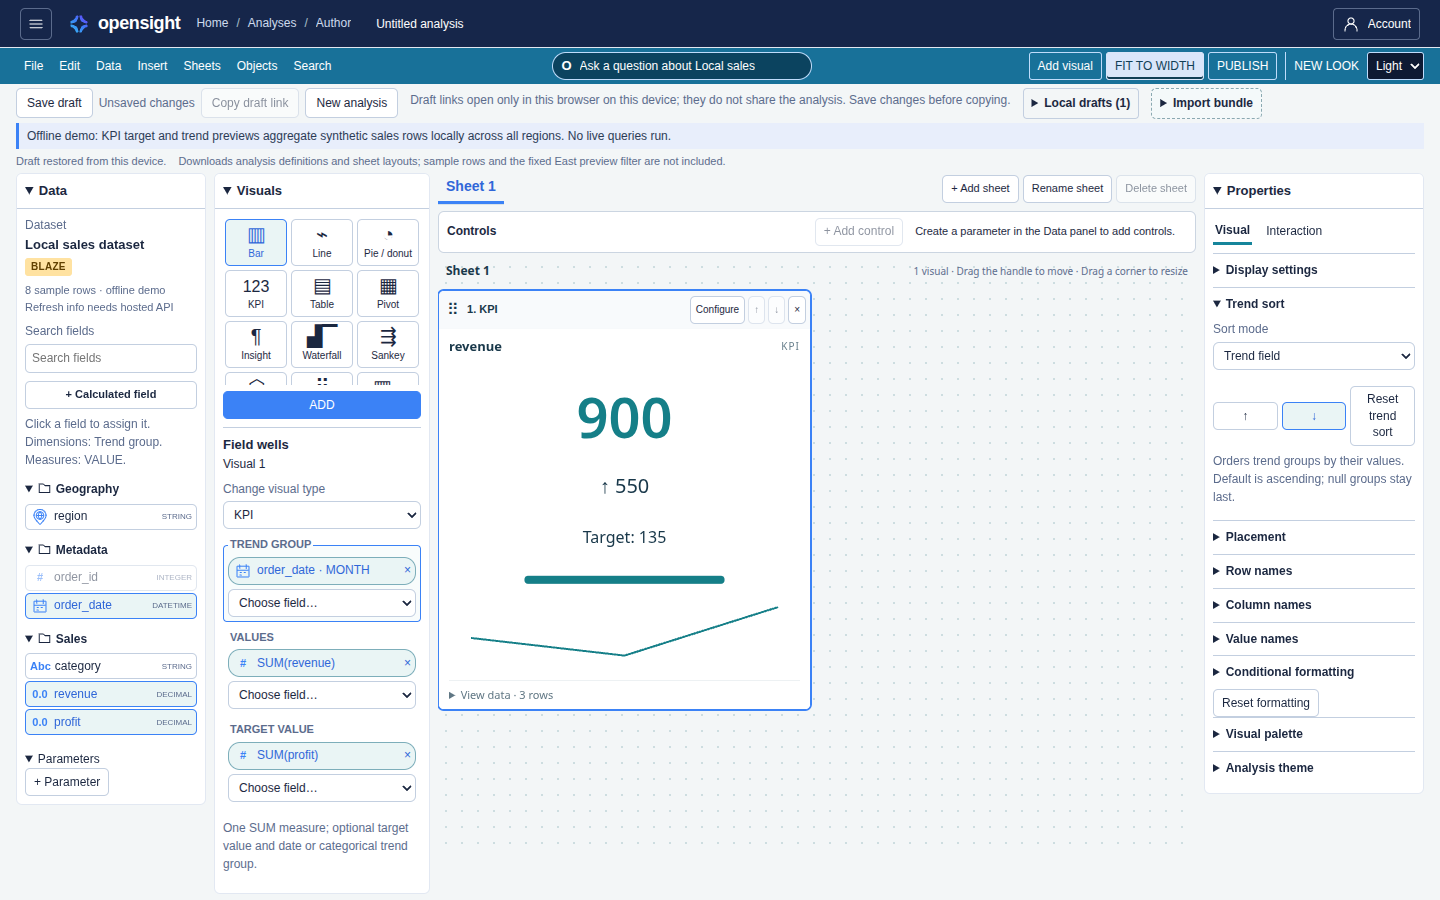 opensight
Home / Analyses / Author
Untitled analysis
Account
File Edit Data Insert Sheets Objects Search
Ask a question about Local sales
Add visual
FIT TO WIDTH
PUBLISH
NEW LOOK
Light
Save draft
Unsaved changes
Copy draft link
New analysis
Draft links open only in this browser on this device; they do not share the analysis. Save changes before copying.
Local drafts (1)
Import bundle
Offline demo: KPI target and trend previews aggregate synthetic sales rows locally across all regions. No live queries run.
Draft restored from this device. Downloads analysis definitions and sheet layouts; sample rows and the fixed East preview filter are not included.
Data
Dataset
Local sales dataset
BLAZE
8 sample rows · offline demo
Refresh info needs hosted API
Search fields
Search fields
+ Calculated field
Click a field to assign it.
Dimensions: Trend group.
Measures: VALUE.
Geography
region STRING
Metadata
# order_id INTEGER
order_date DATETIME
Sales
Abc category STRING
0.0 revenue DECIMAL
0.0 profit DECIMAL
Parameters
+ Parameter
Visuals
Bar
Line
Pie / donut
123
KPI
Table
Pivot
¶
Insight
Waterfall
Sankey
ADD
Field wells
Visual 1
Change visual type
KPI
TREND GROUP
order_date · MONTH ×
Choose field…
VALUES
# SUM(revenue) ×
Choose field…
TARGET VALUE
# SUM(profit) ×
Choose field…
One SUM measure; optional target
value and date or categorical trend
group.
Sheet 1
+ Add sheet
Rename sheet
Delete sheet
Controls
+ Add control
Create a parameter in the Data panel to add controls.
Sheet 1
1 visual · Drag the handle to move · Drag a corner to resize
1. KPI
Configure ↑ ↓ ×
revenue
KPI
900
↑ 550
Target: 135
View data · 3 rows
Properties
Visual
Interaction
Display settings
Trend sort
Sort mode
Trend field
↑ ↓
Reset
trend
sort
Orders trend groups by their values.
Default is ascending; null groups stay
last.
Placement
Row names
Column names
Value names
Conditional formatting
Reset formatting
Visual palette
Analysis theme